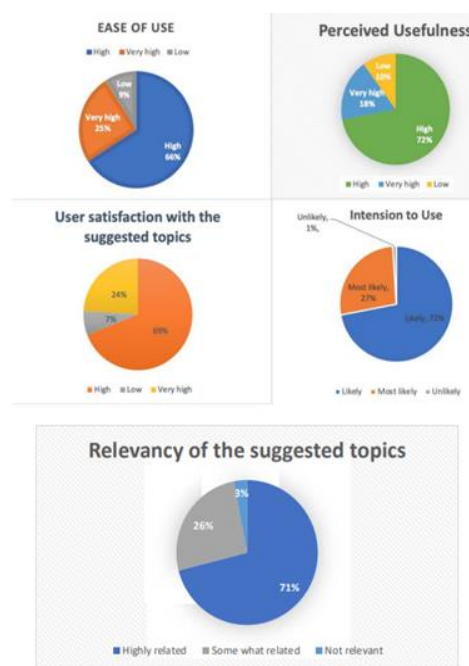 EASE OF USE
High Very high Low
Low
9%
Very high
25%
High
66%
Perceived Usefulness
Low
10%
Very high
18%
High
72%
High Very high Low
User satisfaction with the
suggested topics
24%
7%
69%
High Low Very high
Intension to Use
Unlikely,
1%,
Most likely,
27%
Likely, 72%
Likely Most likely Unlikely
Relevancy of the suggested topics
3%
26%
71%
Highly related Some what related Not relevant